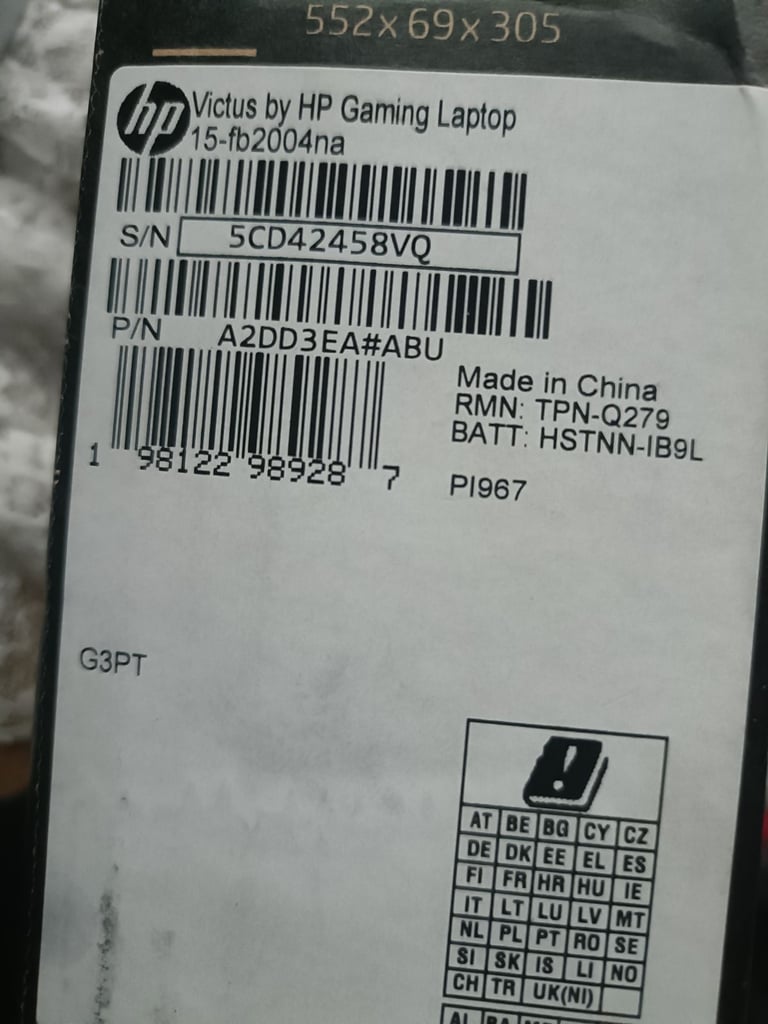 552x69x305
hp
Victus by HP Gaming Laptop
15-fb2004na
S/N 5CD42458VQ
P/N A2DD3EA#ABU
1 98122 98928 7
Made in China
RMN: TPN-Q279
BATT: HSTNN-IB9L
PI967
G3PT
!
AT BE BG CY CZ
DE DK EE EL ES
FI FR HR HU IE
IT LT LU LV MT
NL PL PT RO SE
SI SK IS LI NO
CH TR UK(NI)
AL BA